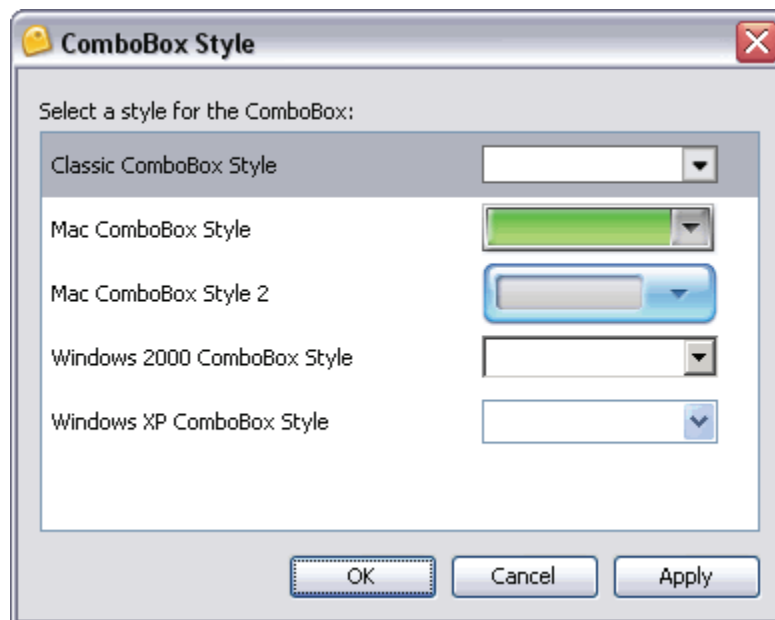 ComboBox Style
Select a style for the ComboBox:
Classic ComboBox Style
Mac ComboBox Style
Mac ComboBox Style 2
Windows 2000 ComboBox Style
Windows XP ComboBox Style
OK Cancel Apply